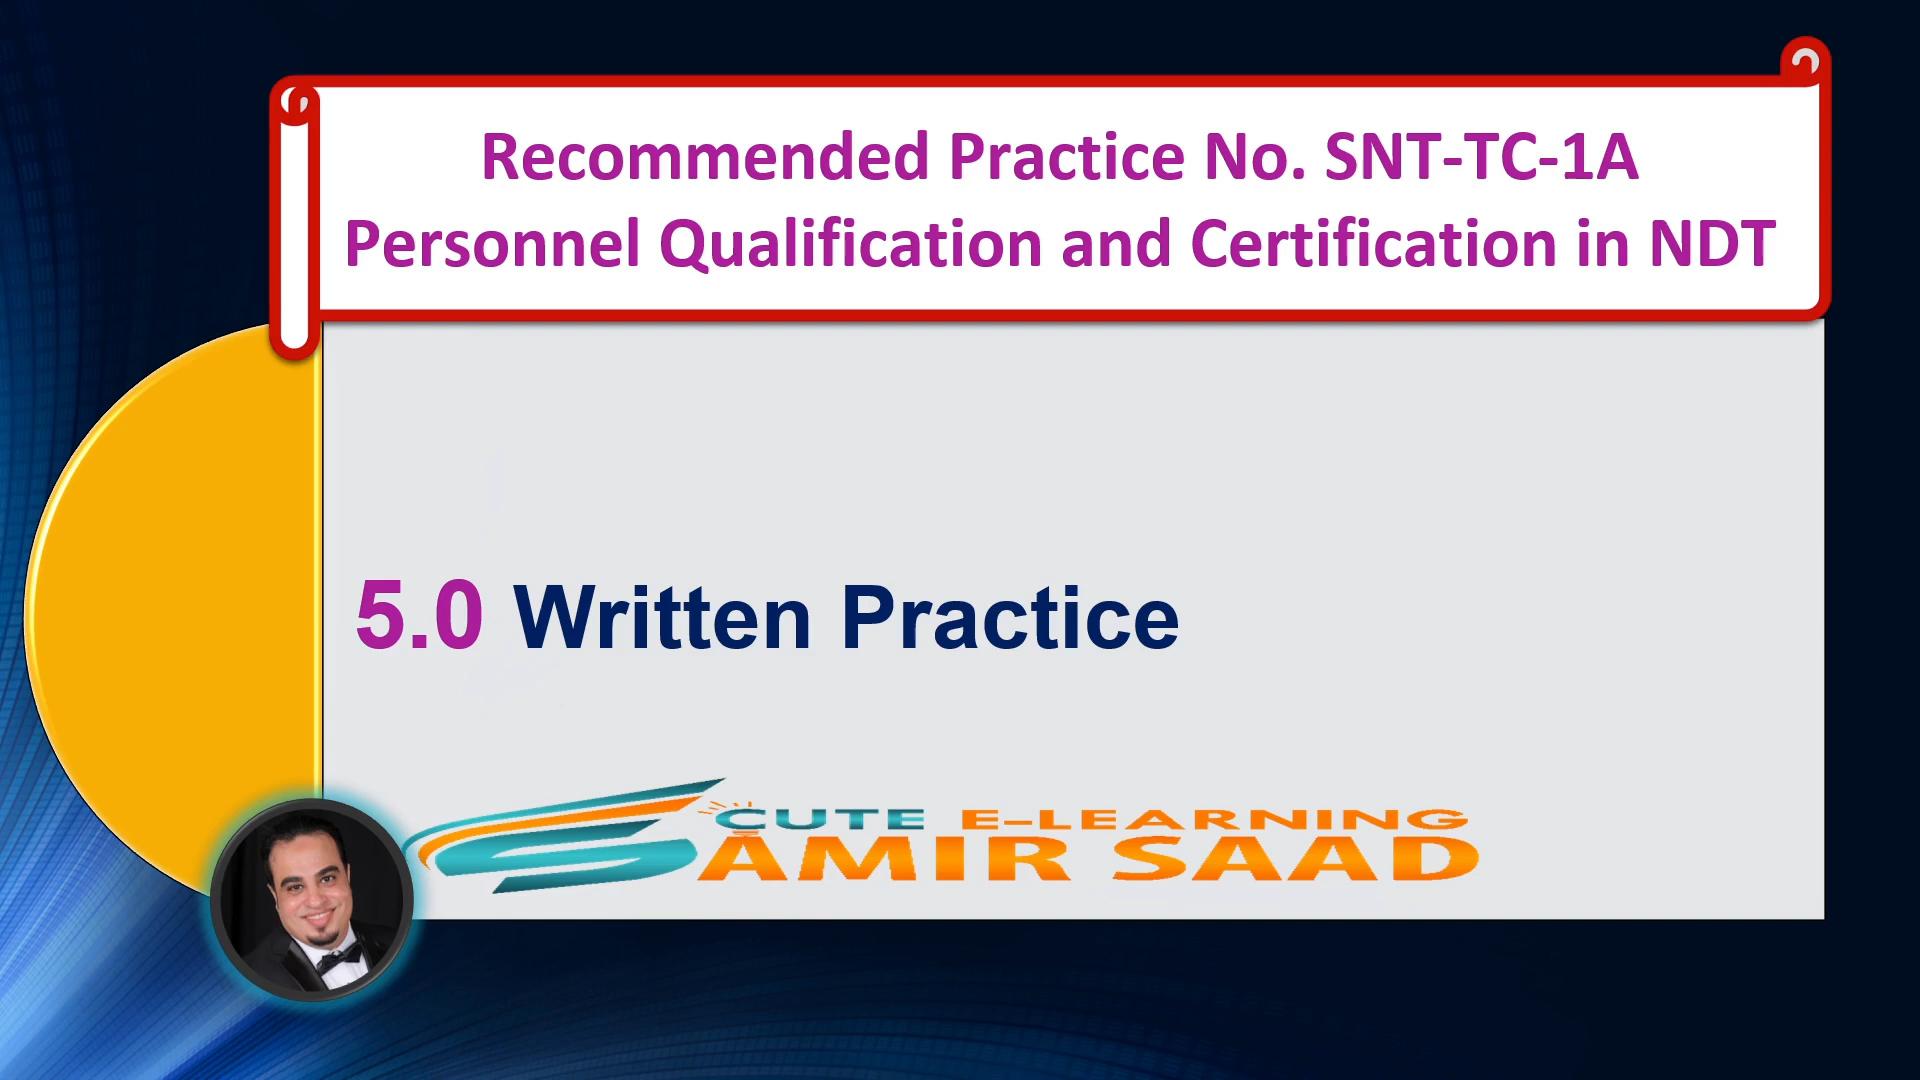 Recommended Practice No. SNT-TC-1A
Personnel Qualification and Certification in NDT
5.0 Written Practice
CUTE E-LEARNING
SAMIR SAAD